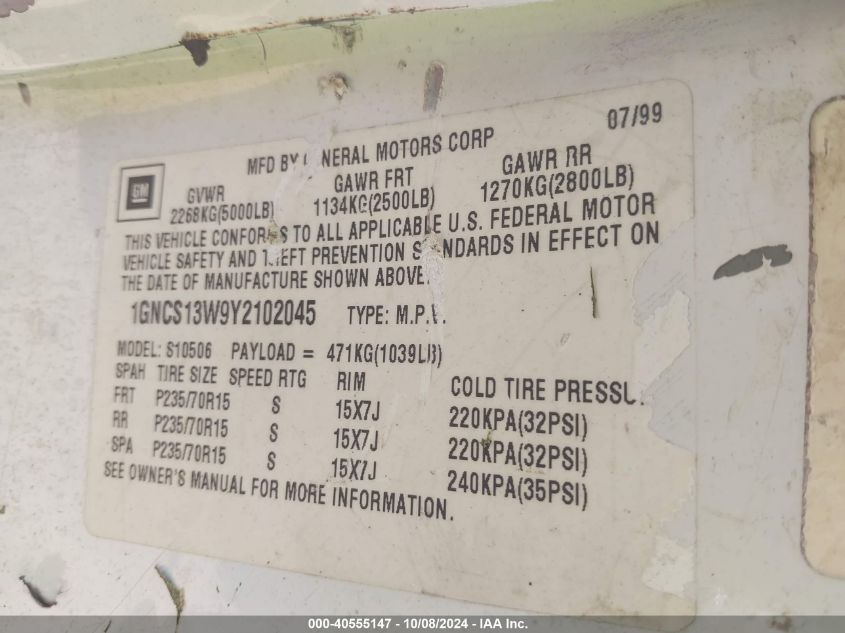 07/99
MFD BY GENERAL MOTORS CORP
GM
GVWR GAWR FRT GAWR RR
2268KG(5000LB) 1134KG(2500LB) 1270KG(2800LB)
THIS VEHICLE CONFORMS TO ALL APPLICABLE U.S. FEDERAL MOTOR
VEHICLE SAFETY AND THEFT PREVENTION STANDARDS IN EFFECT ON
THE DATE OF MANUFACTURE SHOWN ABOVE.
1GNCS13W9Y2102045 TYPE: M.P.V.
MODEL: S10506 PAYLOAD = 471KG(1039LB)
SPAH TIRE SIZE SPEED RTG RIM COLD TIRE PRESSU
FRT P235/70R15 S 15X7J 220KPA(32PSI)
RR P235/70R15 S 15X7J 220KPA(32PSI)
SPA P235/70R15 S 15X7J 240KPA(35PSI)
SEE OWNER'S MANUAL FOR MORE INFORMATION.
000-40555147 - 10/08/2024 - IAA Inc.